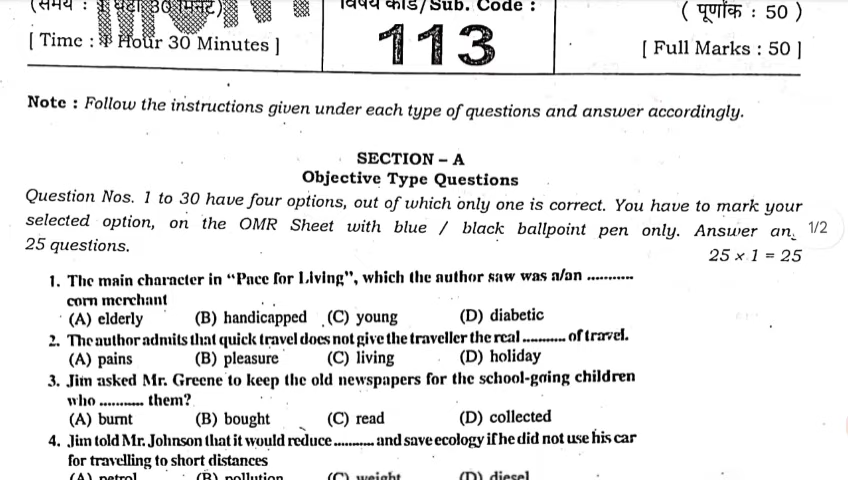 (समय : घंटा 30 मिनट)
विषय कोड/Sub. Code :
( पूर्णांक : 50 )
[ Time : Hour 30 Minutes ]
113
[ Full Marks : 50 ]
Note : Follow the instructions given under each type of questions and answer accordingly.
SECTION – A
Objective Type Questions
Question Nos. 1 to 30 have four options, out of which only one is correct. You have to mark your
selected option, on the OMR Sheet with blue / black ballpoint pen only. Answer an
1/2
25 questions.
25 × 1 = 25
1. The main character in “Pace for Living”, which the author saw was a/an ...........
corn merchant
(A) elderly (B) handicapped (C) young (D) diabetic
2. The author admits that quick travel does not give the traveller the real ........... of travel.
(A) pains (B) pleasure (C) living (D) holiday
3. Jim asked Mr. Greene to keep the old newspapers for the school-going children
who ........... them?
(A) burnt (B) bought (C) read (D) collected
4. Jim told Mr. Johnson that it would reduce ........... and save ecology if he did not use his car
for travelling to short distances
(A) petrol (B) pollution (C) weight (D) diesel